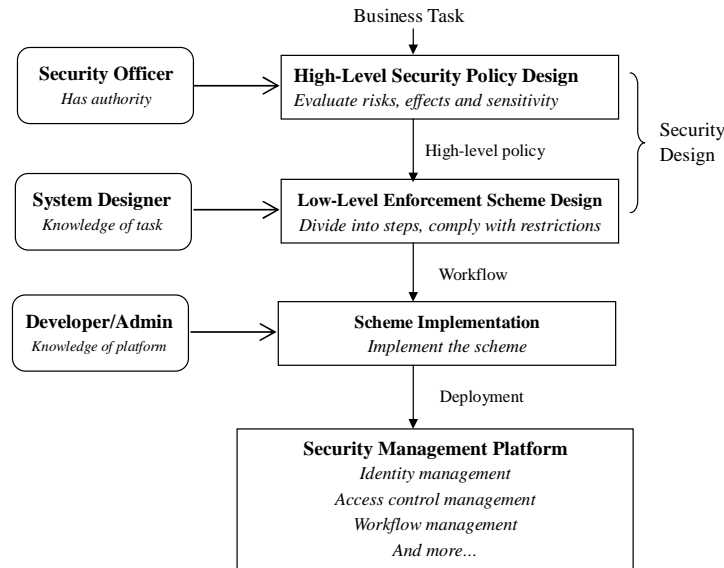 Business Task
Security Officer
Has authority
High-Level Security Policy Design
Evaluate risks, effects and sensitivity
Security
Design
High-level policy
System Designer
Knowledge of task
Low-Level Enforcement Scheme Design
Divide into steps, comply with restrictions
Workflow
Developer/Admin
Knowledge of platform
Scheme Implementation
Implement the scheme
Deployment
Security Management Platform
Identity management
Access control management
Workflow management
And more…